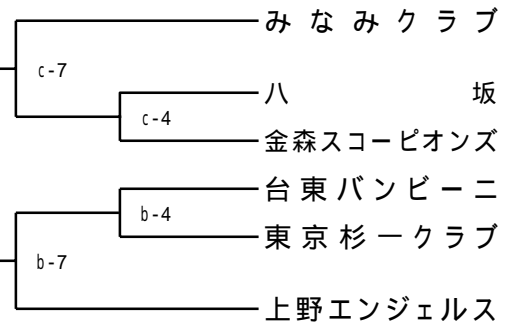 みなみクラブ
c-7
八坂
c-4
金森スコーピオンズ
台東バンビーニ
b-4
東京杉一クラブ
b-7
上野エンジェルス